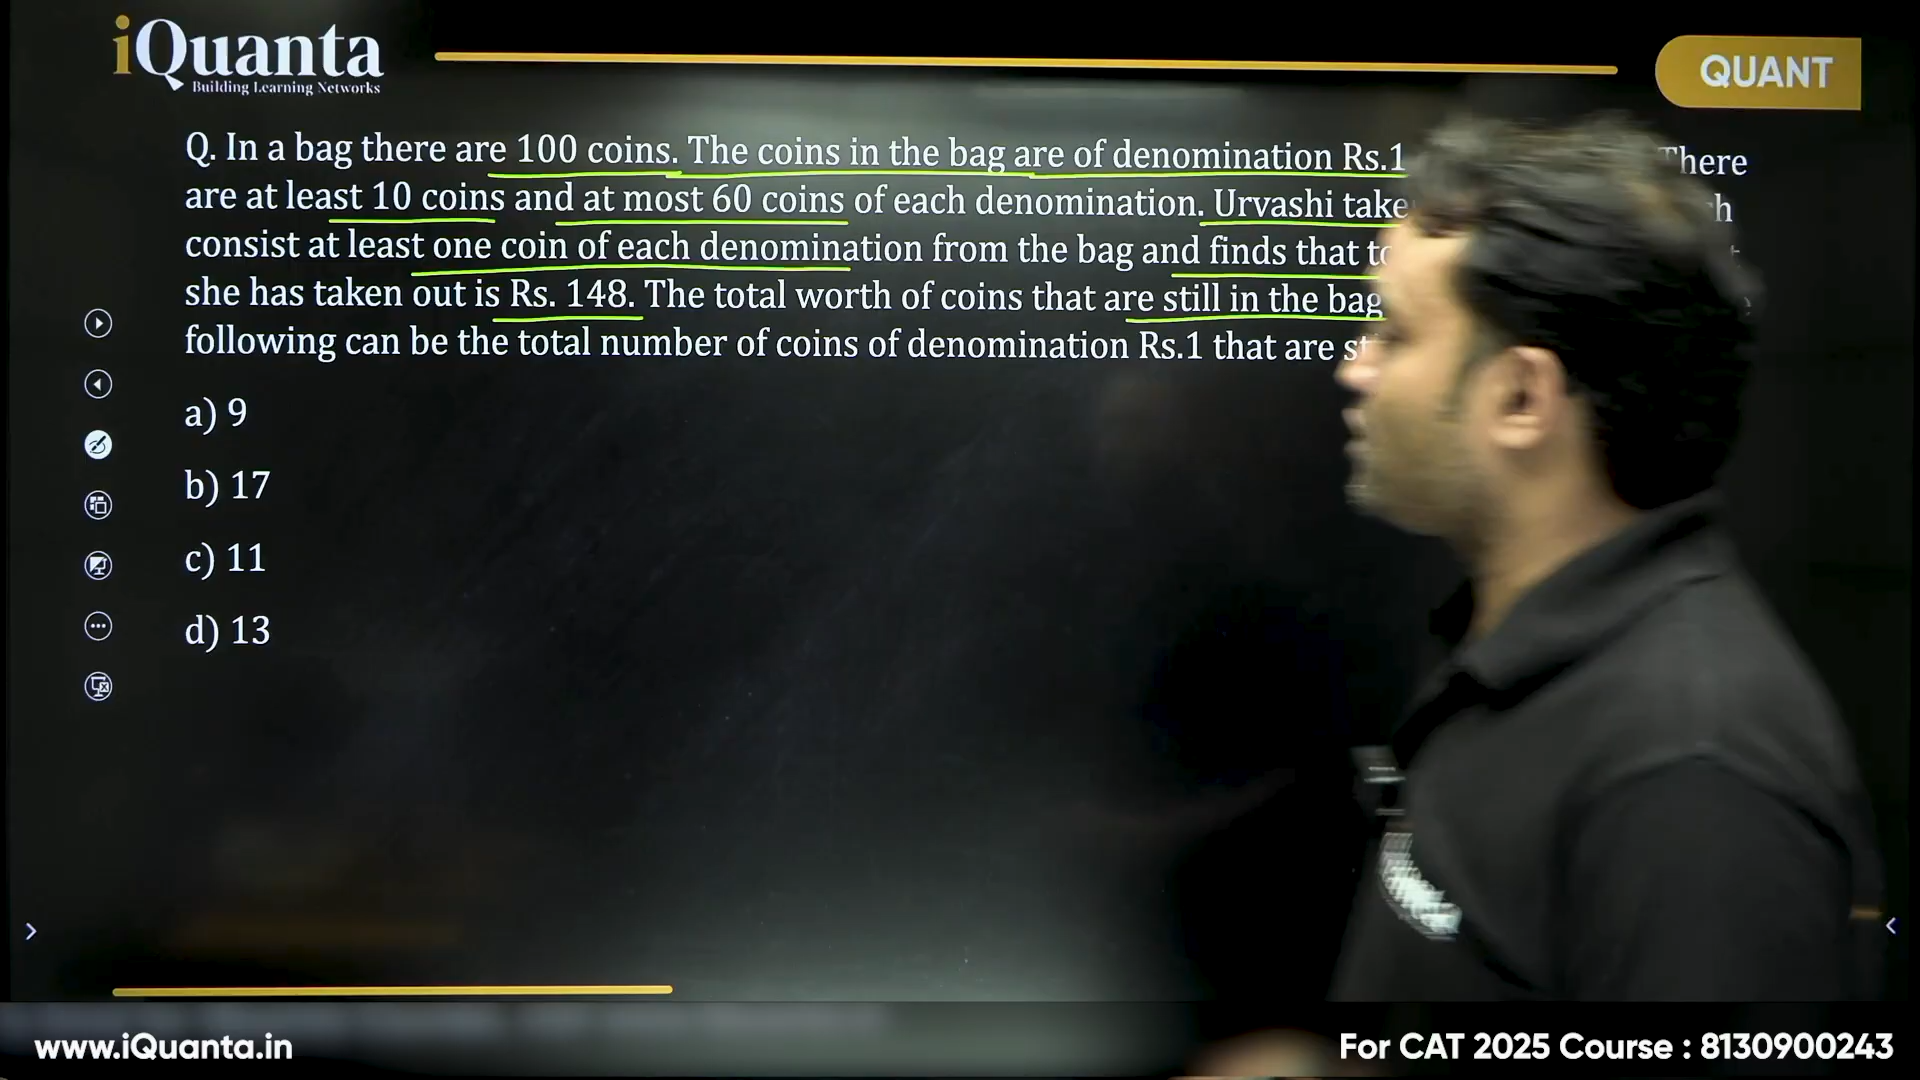 iQuanta
Building Learning Networks
QUANT
Q. In a bag there are 100 coins. The coins in the bag are of denomination Rs.1 There
are at least 10 coins and at most 60 coins of each denomination. Urvashi take
consist at least one coin of each denomination from the bag and finds that
she has taken out is Rs. 148. The total worth of coins that are still in the bag
following can be the total number of coins of denomination Rs.1 that are
a) 9
b) 17
c) 11
d) 13
www.iQuanta.in
For CAT 2025 Course : 8130900243